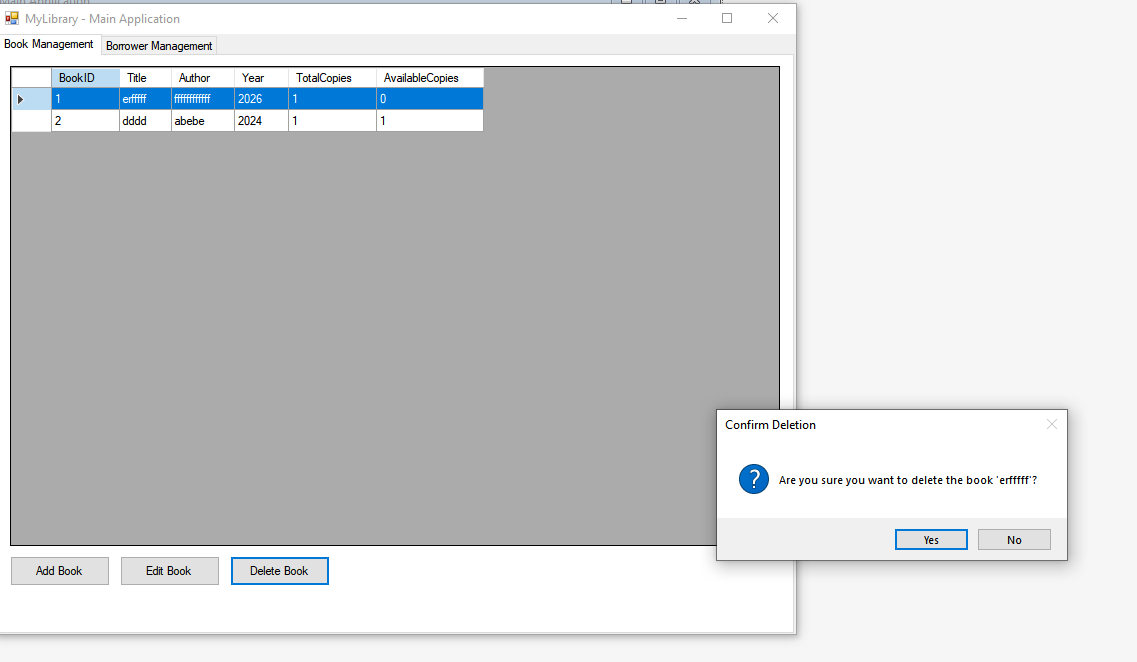 MyLibrary - Main Application
Book Management Borrower Management
BookID Title Author Year TotalCopies AvailableCopies
1 erfffff ffffffffffff 2026 1 0
2 dddd abebe 2024 1 1
Confirm Deletion
Are you sure you want to delete the book 'erfffff'?
Yes No
Add Book Edit Book Delete Book